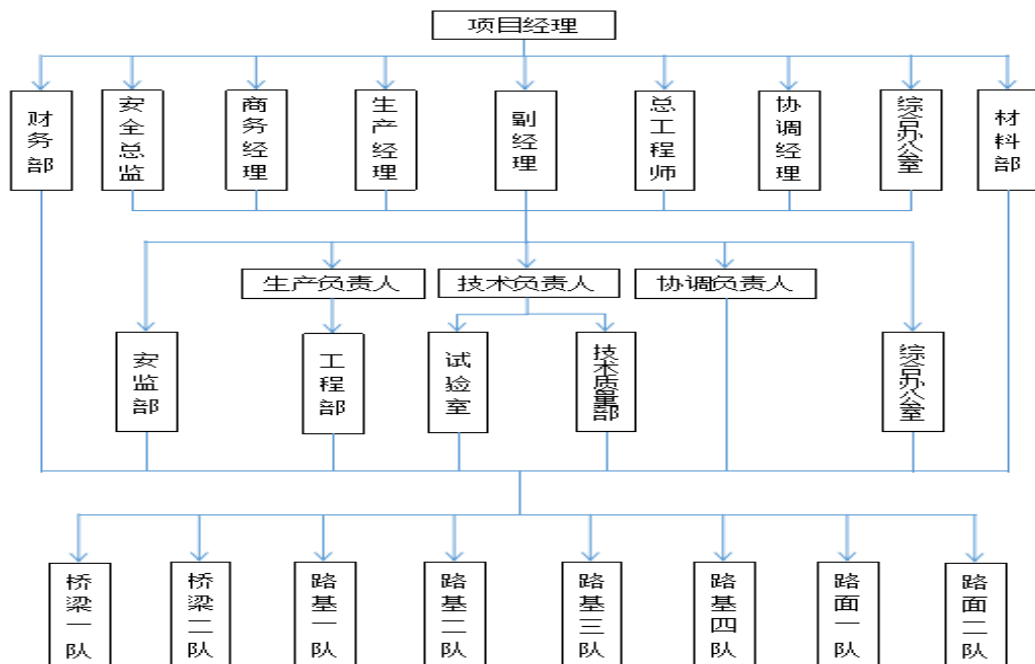 项目经理
财务部
安全总监
商务经理
生产经理
副经理
总工程师
协调经理
综合办公室
材料部
生产负责人
技术负责人
协调负责人
安监部
工程部
试验室
技术质量部
综合办公室
桥梁一队
桥梁二队
路基一队
路基二队
路基三队
路基四队
路面一队
路面二队